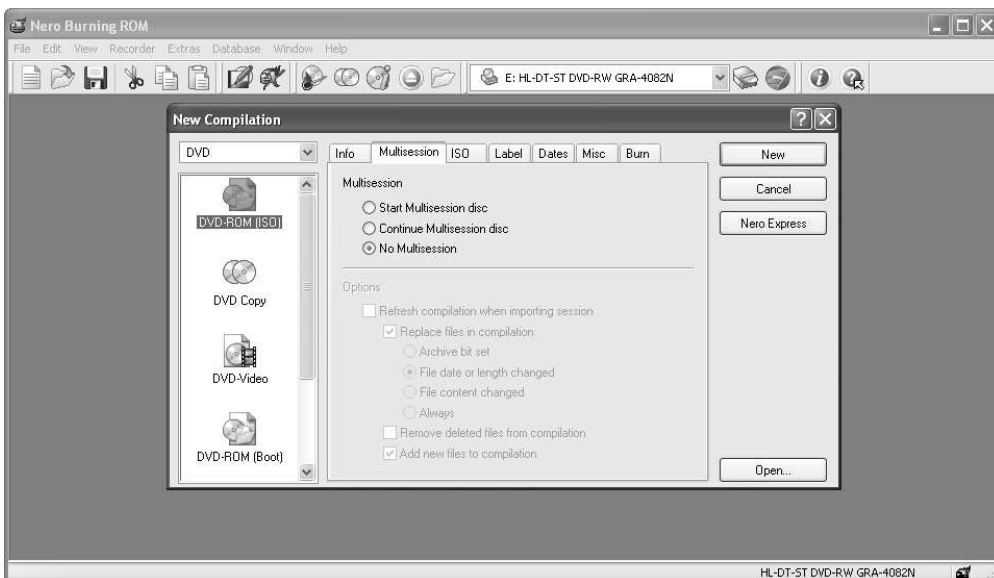 Nero Burning ROM
File Edit View Recorder Extras Database Window Help
E: HL-DT-ST DVD-RW GRA-4082N
New Compilation
DVD
DVD-ROM (ISO)
DVD Copy
DVD-Video
DVD-ROM (Boot)
Info Multisession ISO Label Dates Misc Burn
Multisession
Start Multisession disc
Continue Multisession disc
No Multisession
Options
Refresh compilation when importing session
Replace files in compilation
Archive bit set
File date or length changed
File content changed
Always
Remove deleted files from compilation
Add new files to compilation
New
Cancel
Nero Express
Open...
HL-DT-ST DVD-RW GRA-4082N